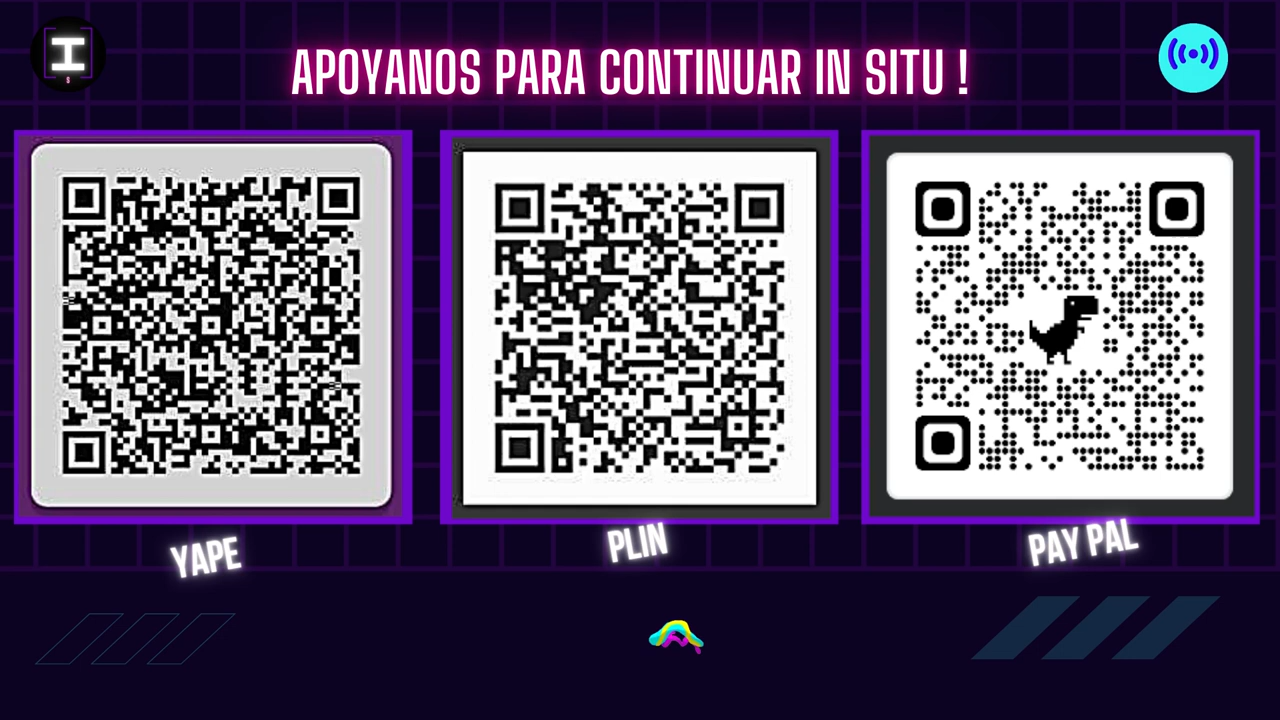 APOYANOS PARA CONTINUAR IN SITU !
I
$
YAPE
PLIN
PAY PAL